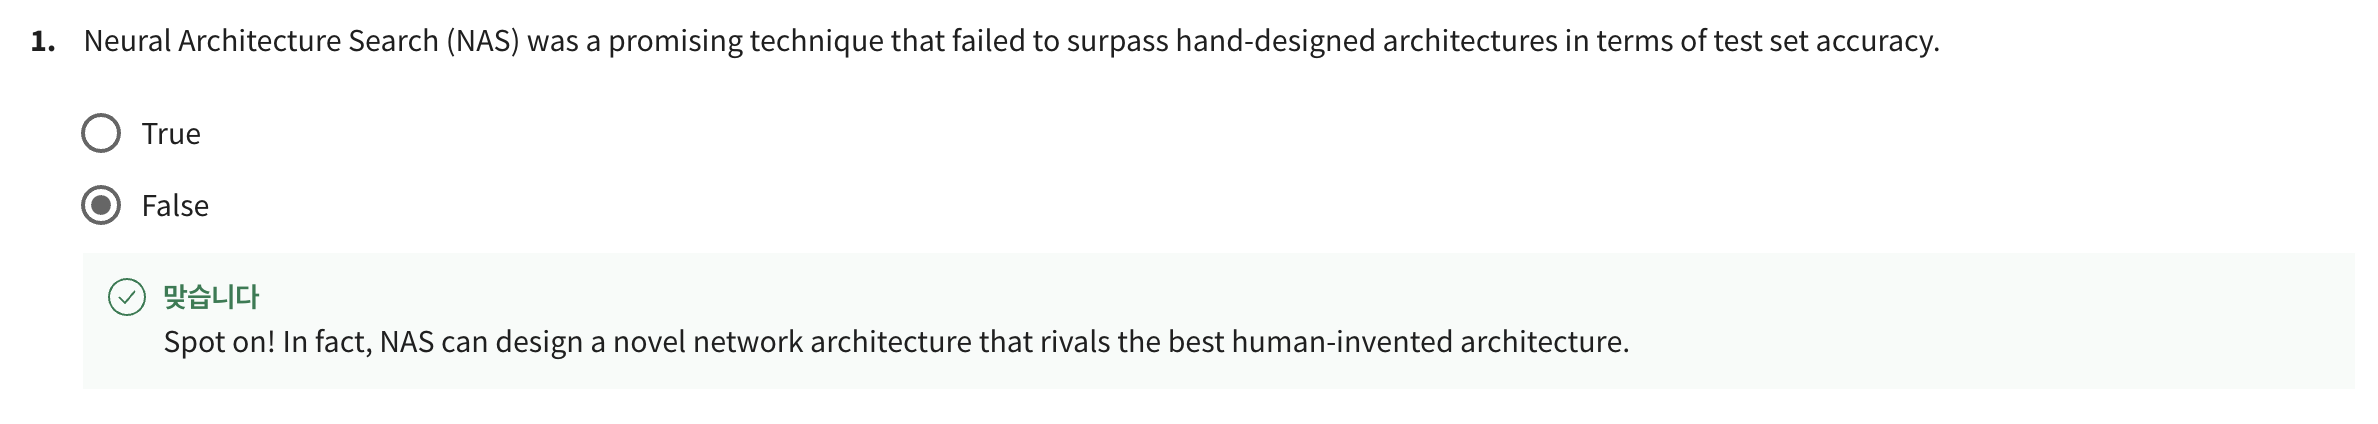 1. Neural Architecture Search (NAS) was a promising technique that failed to surpass hand-designed architectures in terms of test set accuracy.
True
False
맞습니다
Spot on! In fact, NAS can design a novel network architecture that rivals the best human-invented architecture.